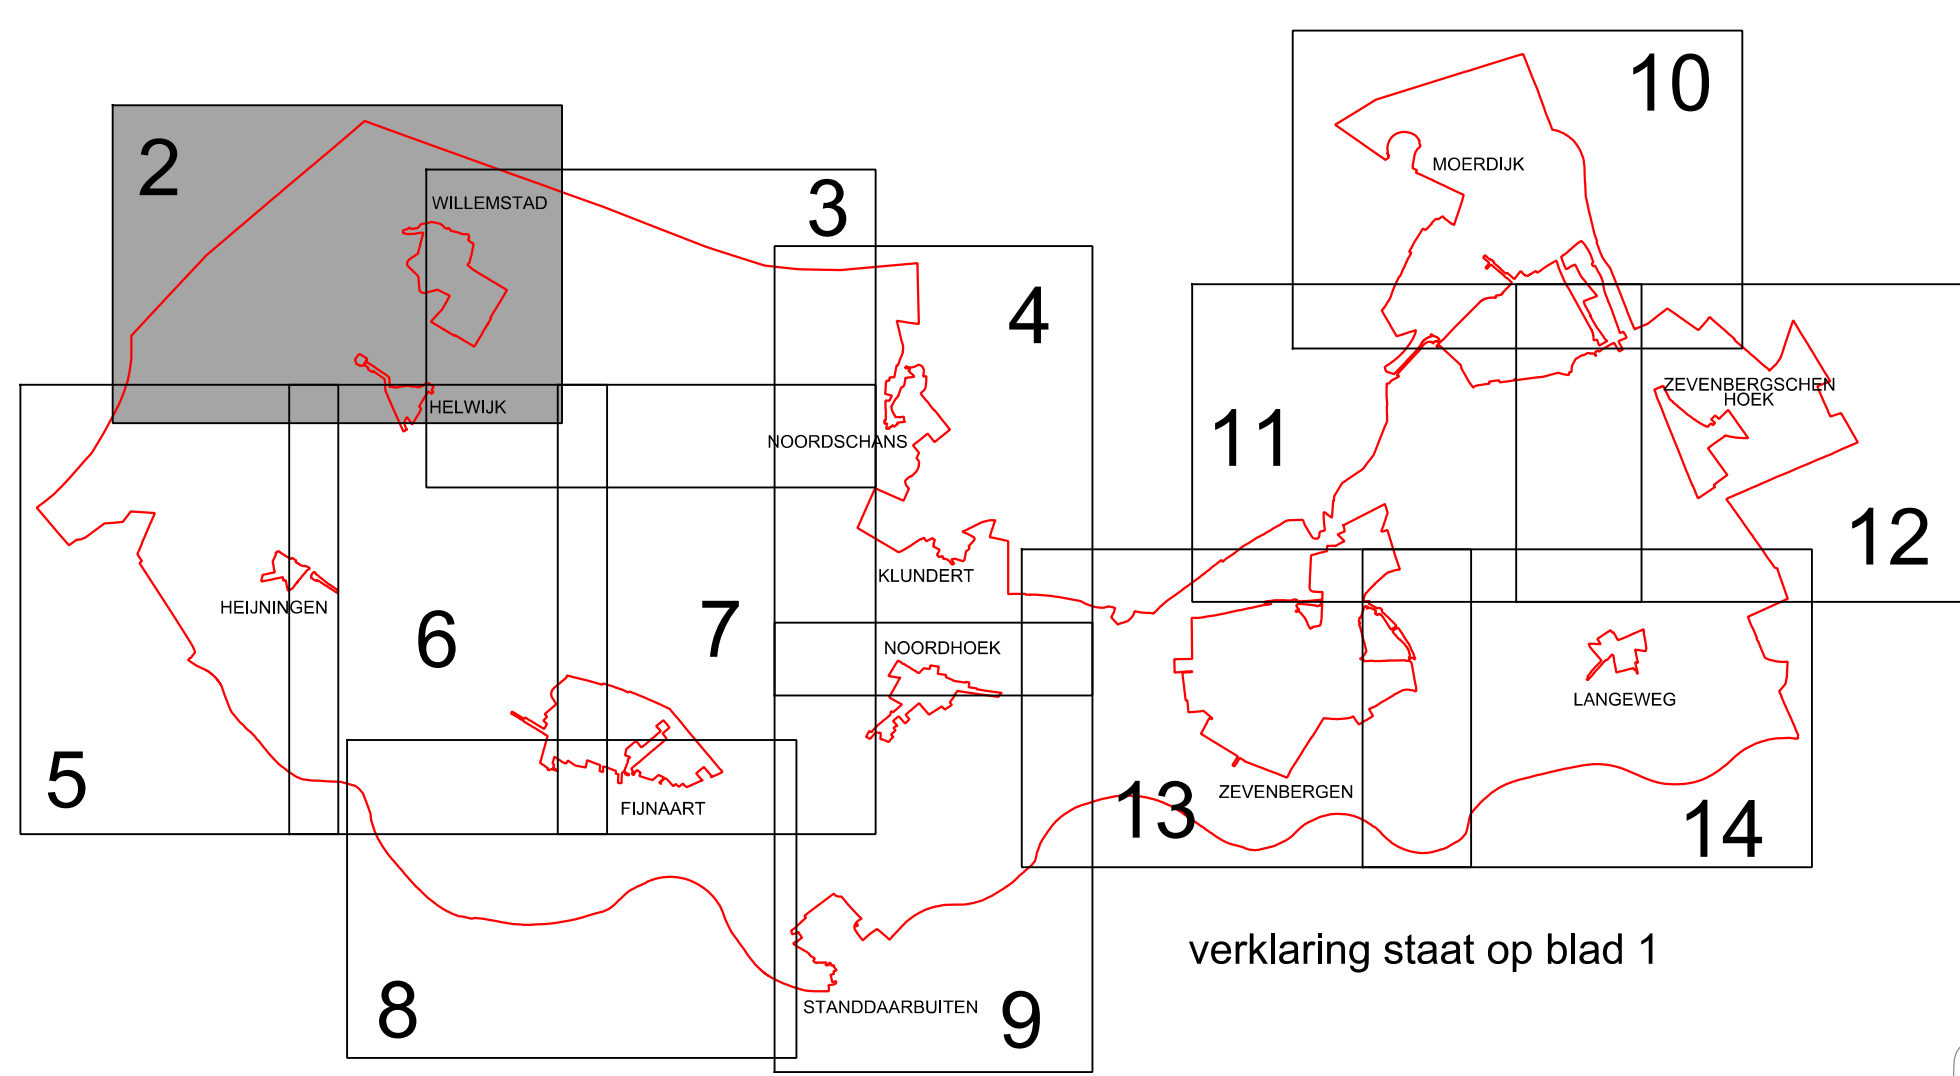 10
2
MOERDIJK
3
WILLEMSTAD
4
ZEVENBERGSCHEN
HOEK
HELWIJK
11
NOORDSCHANS
12
KLUNDERT
HEIJNINGEN
7
6
NOORDHOEK
LANGEWEG
5
ZEVENBERGEN
FIJNAART
13
14
verklaring staat op blad 1
STANDDAARBUITEN
8
9